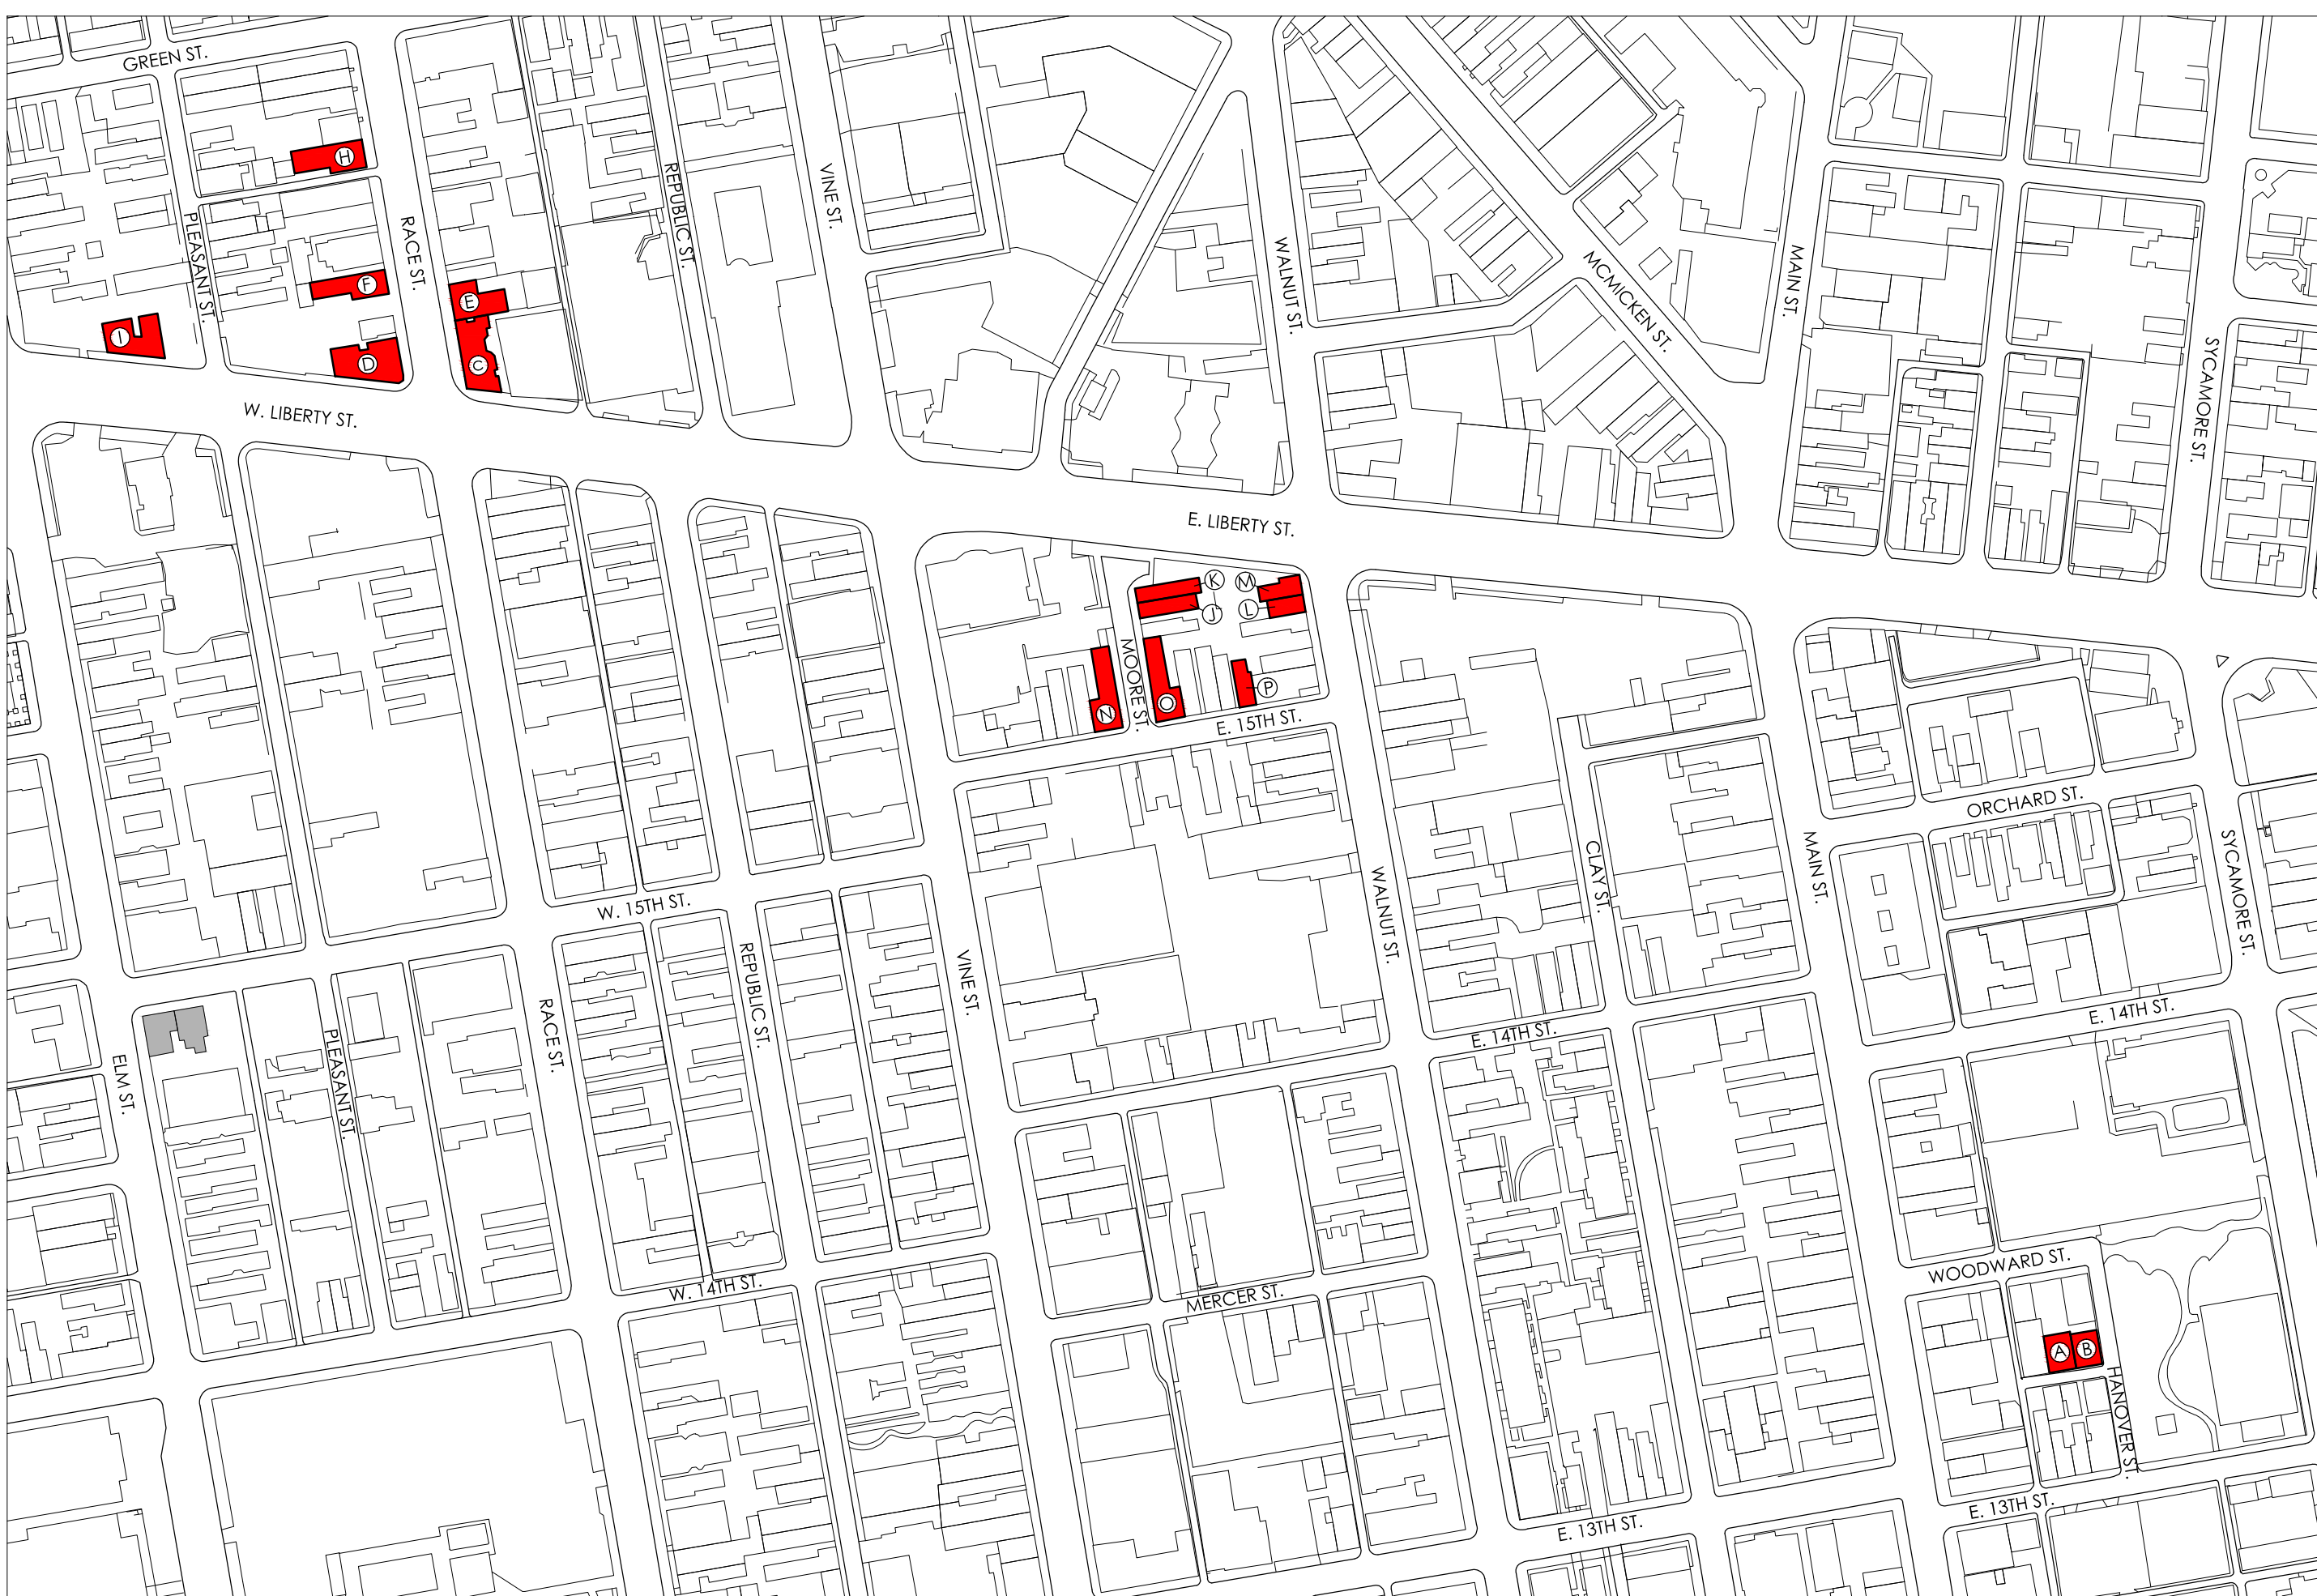 GREEN ST.
H
PLEASANT ST.
RACE ST.
REPUBLIC ST.
VINE ST.
WALNUT ST.
MCMICKEN ST.
MAIN ST.
SYCAMORE ST.
F
E
I
D
C
W. LIBERTY ST.
E. LIBERTY ST.
K
M
J
L
MOORE ST.
N
O
P
E. 15TH ST.
ORCHARD ST.
MAIN ST.
SYCAMORE ST.
CLAY ST.
WALNUT ST.
W. 15TH ST.
REPUBLIC ST.
VINE ST.
RACE ST.
PLEASANT ST.
ELM ST.
E. 14TH ST.
E. 14TH ST.
W. 14TH ST.
MERCER ST.
WOODWARD ST.
A
B
HANOVER ST.
E. 13TH ST.
E. 13TH ST.